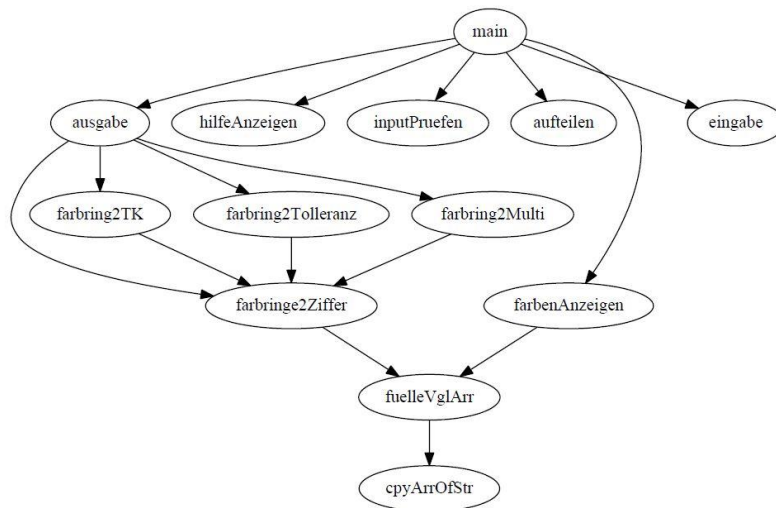 main
ausgabe
hilfeAnzeigen
inputPruefen
aufteilen
eingabe
farbring2TK
farbring2Tolleranz
farbring2Multi
farbringe2Ziffer
farbenAnzeigen
fuelleVglArr
cpyArrOfStr